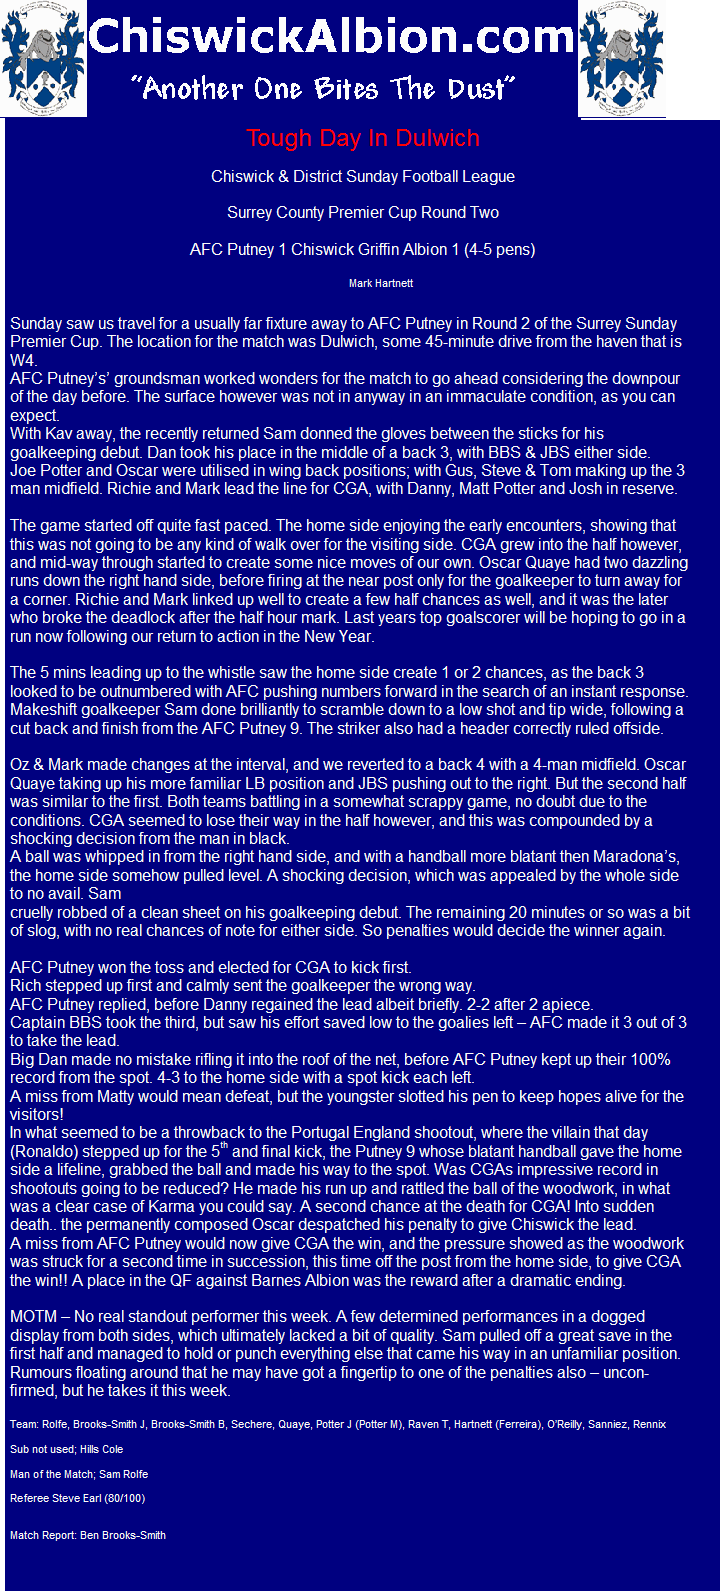 ChiswickAlbion.com
"Another One Bites The Dust"
Tough Day In Dulwich
Chiswick & District Sunday Football League
Surrey County Premier Cup Round Two
AFC Putney 1 Chiswick Griffin Albion 1 (4-5 pens)
Mark Hartnett
Sunday saw us travel for a usually far fixture away to AFC Putney in Round 2 of the Surrey Sunday
Premier Cup. The location for the match was Dulwich, some 45-minute drive from the haven that is
W4.
AFC Putney's' groundsman worked wonders for the match to go ahead considering the downpour
of the day before. The surface however was not in anyway in an immaculate condition, as you can
expect.
With Kav away, the recently returned Sam donned the gloves between the sticks for his
goalkeeping debut. Dan took his place in the middle of a back 3, with BBS & JBS either side.
Joe Potter and Oscar were utilised in wing back positions; with Gus, Steve & Tom making up the 3
man midfield. Richie and Mark lead the line for CGA, with Danny, Matt Potter and Josh in reserve.
The game started off quite fast paced. The home side enjoying the early encounters, showing that
this was not going to be any kind of walk over for the visiting side. CGA grew into the half however,
and mid-way through started to create some nice moves of our own. Oscar Quaye had two dazzling
runs down the right hand side, before firing at the near post only for the goalkeeper to turn away for
a corner. Richie and Mark linked up well to create a few half chances as well, and it was the later
who broke the deadlock after the half hour mark. Last years top goalscorer will be hoping to go in a
run now following our return to action in the New Year.
The 5 mins leading up to the whistle saw the home side create 1 or 2 chances, as the back 3
looked to be outnumbered with AFC pushing numbers forward in the search of an instant response.
Makeshift goalkeeper Sam done brilliantly to scramble down to a low shot and tip wide, following a
cut back and finish from the AFC Putney 9. The striker also had a header correctly ruled offside.
Oz & Mark made changes at the interval, and we reverted to a back 4 with a 4-man midfield. Oscar
Quaye taking up his more familiar LB position and JBS pushing out to the right. But the second half
was similar to the first. Both teams battling in a somewhat scrappy game, no doubt due to the
conditions. CGA seemed to lose their way in the half however, and this was compounded by a
shocking decision from the man in black.
A ball was whipped in from the right hand side, and with a handball more blatant then Maradona's,
the home side somehow pulled level. A shocking decision, which was appealed by the whole side
to no avail. Sam
cruelly robbed of a clean sheet on his goalkeeping debut. The remaining 20 minutes or so was a bit
of slog, with no real chances of note for either side. So penalties would decide the winner again.
AFC Putney won the toss and elected for CGA to kick first.
Rich stepped up first and calmly sent the goalkeeper the wrong way.
AFC Putney replied, before Danny regained the lead albeit briefly. 2-2 after 2 apiece.
Captain BBS took the third, but saw his effort saved low to the goalies left – AFC made it 3 out of 3
to take the lead.
Big Dan made no mistake rifling it into the roof of the net, before AFC Putney kept up their 100%
record from the spot. 4-3 to the home side with a spot kick each left.
A miss from Matty would mean defeat, but the youngster slotted his pen to keep hopes alive for the
visitors!
In what seemed to be a throwback to the Portugal England shootout, where the villain that day
(Ronaldo) stepped up for the 5th and final kick, the Putney 9 whose blatant handball gave the home
side a lifeline, grabbed the ball and made his way to the spot. Was CGAs impressive record in
shootouts going to be reduced? He made his run up and rattled the ball of the woodwork, in what
was a clear case of Karma you could say. A second chance at the death for CGA! Into sudden
death.. the permanently composed Oscar despatched his penalty to give Chiswick the lead.
A miss from AFC Putney would now give CGA the win, and the pressure showed as the woodwork
was struck for a second time in succession, this time off the post from the home side, to give CGA
the win!! A place in the QF against Barnes Albion was the reward after a dramatic ending.
MOTM – No real standout performer this week. A few determined performances in a dogged
display from both sides, which ultimately lacked a bit of quality. Sam pulled off a great save in the
first half and managed to hold or punch everything else that came his way in an unfamiliar position.
Rumours floating around that he may have got a fingertip to one of the penalties also – uncon-
firmed, but he takes it this week.
Team: Rolfe, Brooks-Smith J, Brooks-Smith B, Sechere, Quaye, Potter J (Potter M), Raven T, Hartnett (Ferreira), O'Reilly, Sanniez, Rennix
Sub not used; Hills Cole
Man of the Match; Sam Rolfe
Referee Steve Earl (80/100)
Match Report: Ben Brooks-Smith